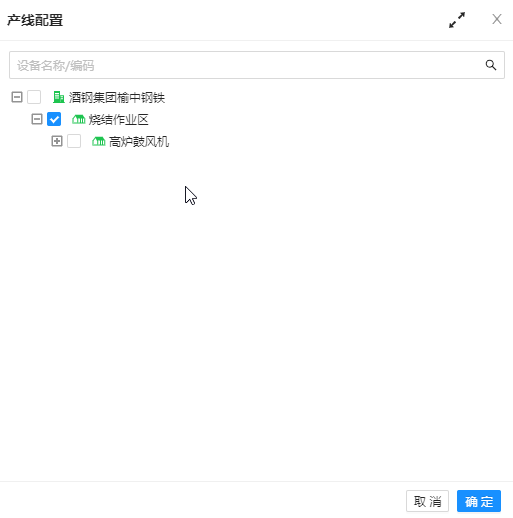 产线配置
设备名称/编码
酒钢集团榆中钢铁
烧结作业区
高炉鼓风机
取 消
确 定